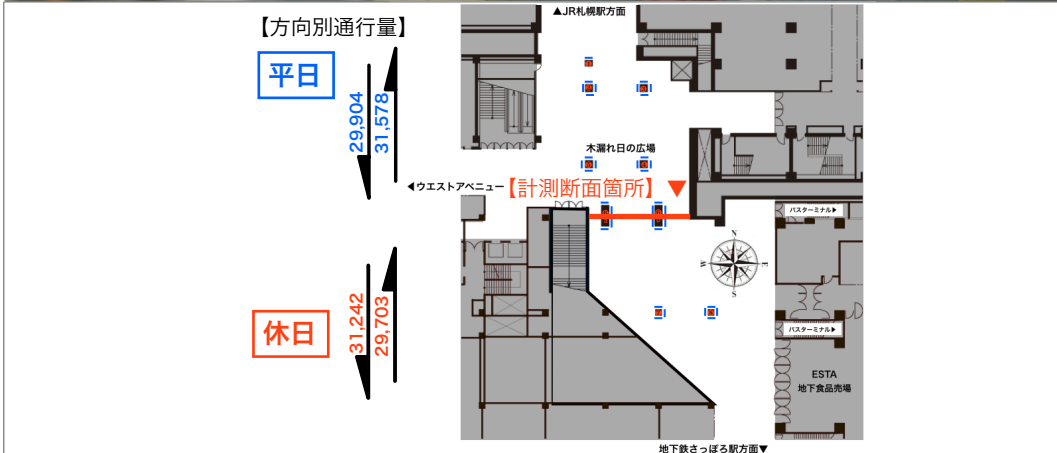 【方向別通行量】
平日
29,904
31,578
休日
31,242
29,703
▲JR札幌駅方面
木漏れ日の広場
◀ウエストアベニュー
【計測断面箇所】▼
バスターミナル▶
N
W
E
S
バスターミナル▶
ESTA
地下食品売場
地下鉄さっぽろ駅方面▼